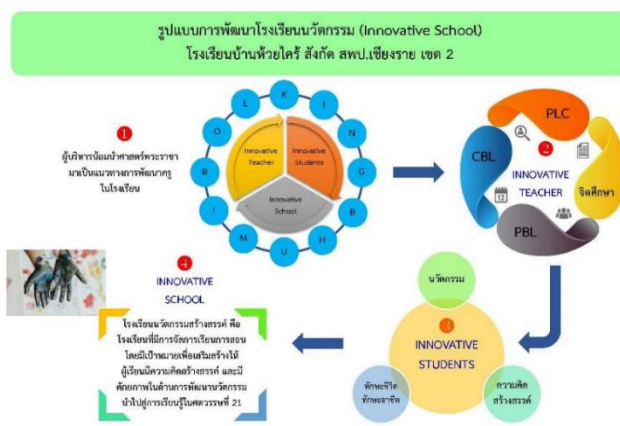 รูปแบบการพัฒนาโรงเรียนนวัตกรรม (Innovative School)
โรงเรียนบ้านห้วยไคร้ สังกัด สพป.เชียงราย เขต 2
1
ผู้บริหารน้อมนำศาสตร์พระราชา
มาเป็นแนวทางการพัฒนาครู
ในโรงเรียน
K
I
N
G
B
H
U
M
I
B
O
L
Innovative
Teacher
Innovative
Students
Innovative
School
PLC
CBL
2
INNOVATIVE
TEACHER
จิตศึกษา
12
PBL
นวัตกรรม
3
INNOVATIVE
STUDENTS
ทักษะชีวิต
ทักษะอาชีพ
ความคิด
สร้างสรรค์
4
INNOVATIVE
SCHOOL
โรงเรียนนวัตกรรมสร้างสรรค์ คือ
โรงเรียนที่มีการจัดการเรียนการสอน
โดยมีเป้าหมายเพื่อเสริมสร้างให้
ผู้เรียนมีความคิดสร้างสรรค์ และมี
ศักยภาพในด้านการพัฒนานวัตกรรม
นำไปสู่การเรียนรู้ในศตวรรษที่ 21